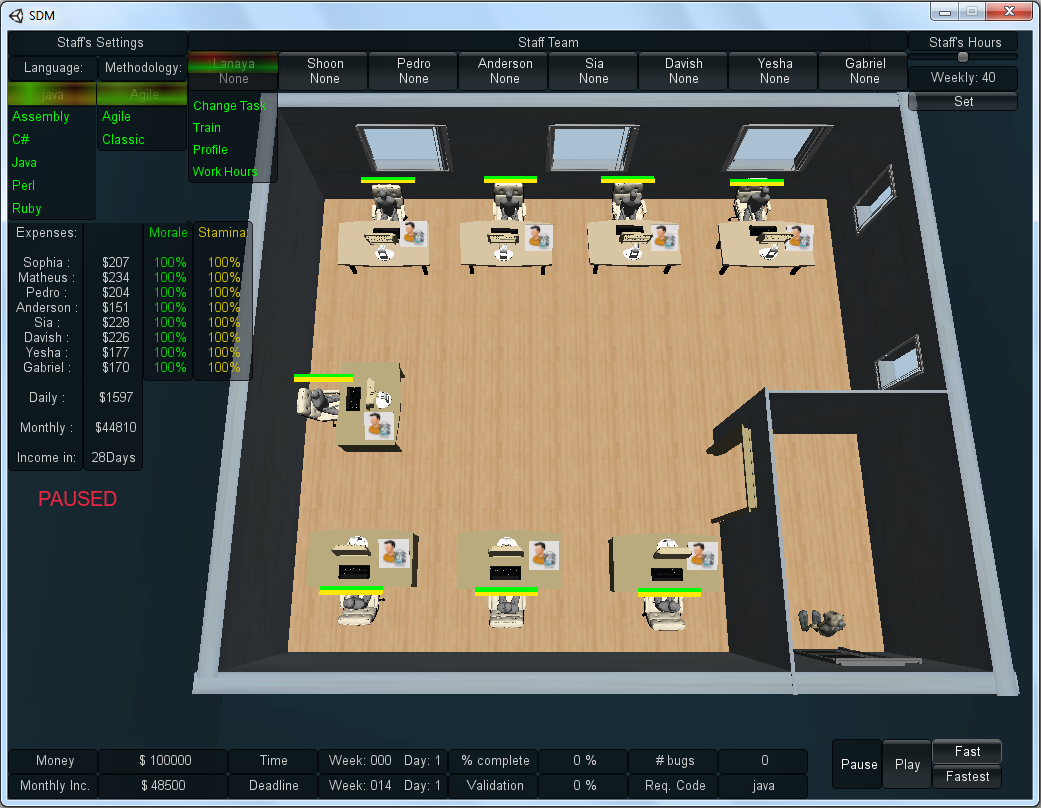 SDM
Staff's Settings
Staff Team
Staff's Hours
Language:
Methodology:
Lanaya
None
Shoon
None
Pedro
None
Anderson
None
Sia
None
Davish
None
Yesha
None
Gabriel
None
Weekly: 40
Set
java
Agile
Assembly
C#
Java
Perl
Ruby
Agile
Classic
Change Task
Train
Profile
Work Hours
Expenses:
Morale
Stamina
Sophia : $207 100% 100%
Matheus : $234 100% 100%
Pedro : $204 100% 100%
Anderson : $151 100% 100%
Sia : $228 100% 100%
Davish : $226 100% 100%
Yesha : $177 100% 100%
Gabriel : $170 100% 100%
Daily : $1597
Monthly : $44810
Income in: 28Days
PAUSED
Money $ 100000 Time Week: 000 Day: 1 % complete 0 % # bugs 0
Monthly Inc. $ 48500 Deadline Week: 014 Day: 1 Validation 0 % Req. Code java
Pause
Play
Fast
Fastest